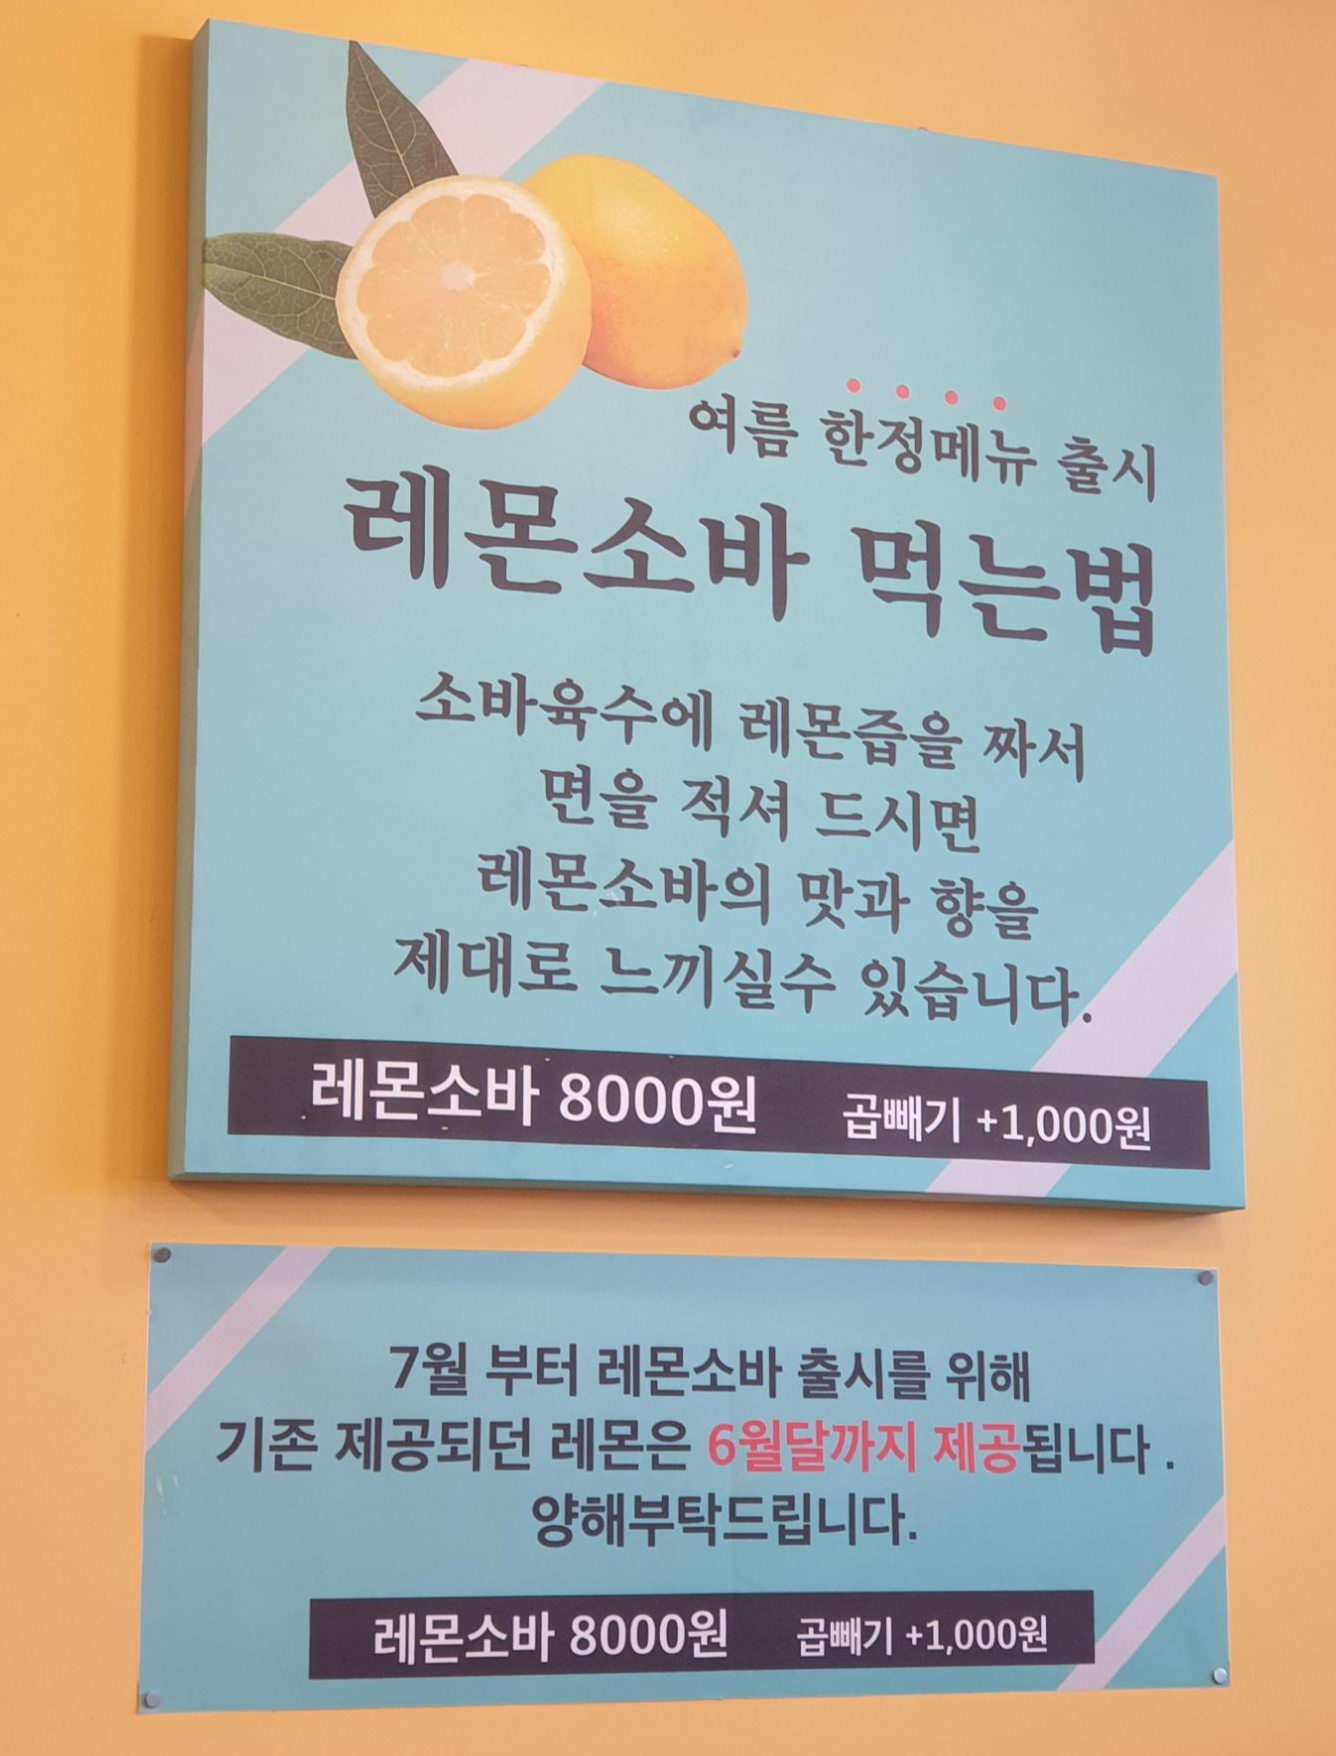 여름 한정메뉴 출시
레몬소바 먹는법
소바육수에 레몬즙을 짜서
면을 적셔 드시면
레몬소바의 맛과 향을
제대로 느끼실수 있습니다.
레몬소바 8000원 곱빼기 +1,000원
7월 부터 레몬소바 출시를 위해
기존 제공되던 레몬은 6월달까지 제공됩니다 .
양해부탁드립니다.
레몬소바 8000원 곱빼기 +1,000원